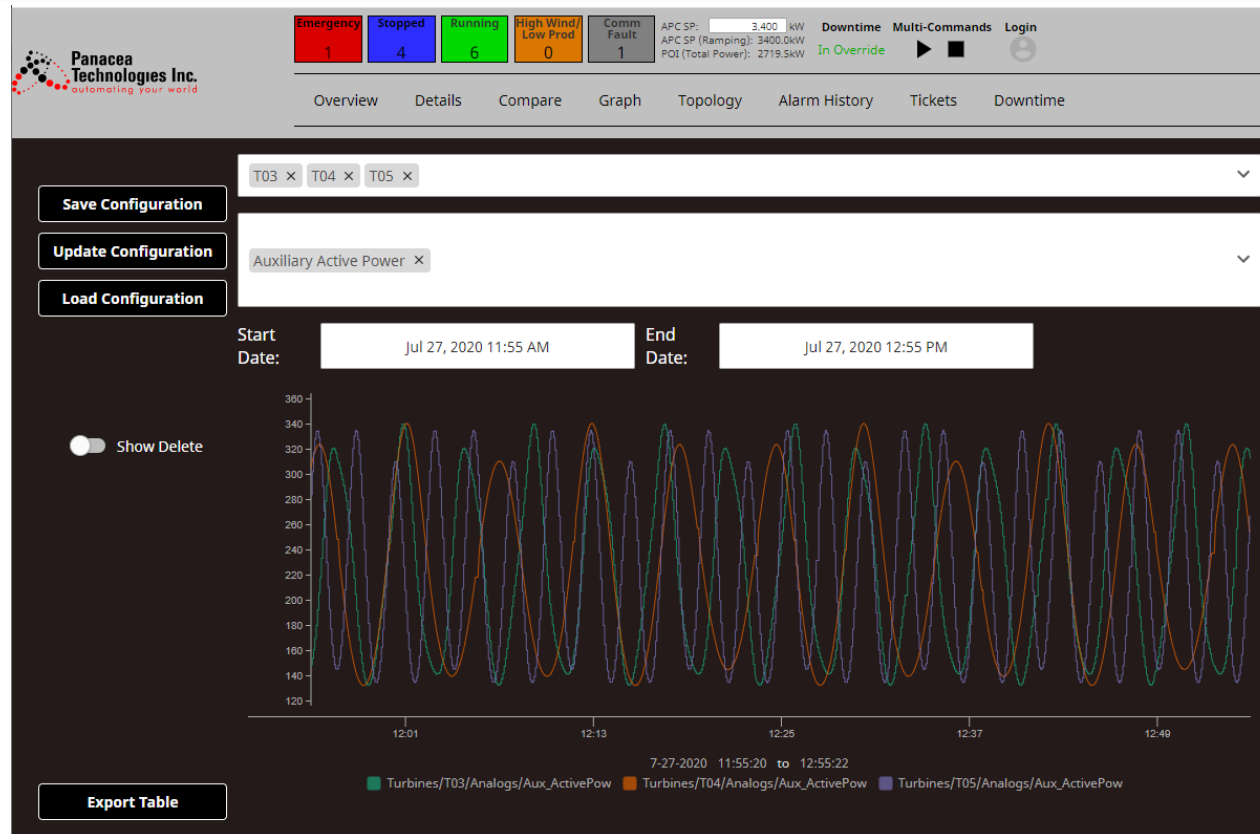 Panacea
Technologies Inc.
automating your world
Emergency
1
Stopped
4
Running
6
High Wind/
Low Prod
0
Comm
Fault
1
APC SP: 3,400 kW
APC SP (Ramping): 3400.0kW
POI (Total Power): 2719.5kW
Downtime
In Override
Multi-Commands
Login
Overview Details Compare Graph Topology Alarm History Tickets Downtime
Save Configuration
Update Configuration
Load Configuration
T03 × T04 × T05 ×
Auxiliary Active Power ×
Start
Date:
Jul 27, 2020 11:55 AM
End
Date:
Jul 27, 2020 12:55 PM
Show Delete
360
340
320
300
280
260
240
220
200
180
160
140
120
12:01 12:13 12:25 12:37 12:49
7-27-2020 11:55:20 to 12:55:22
Turbines/T03/Analogs/Aux_ActivePow Turbines/T04/Analogs/Aux_ActivePow Turbines/T05/Analogs/Aux_ActivePow
Export Table